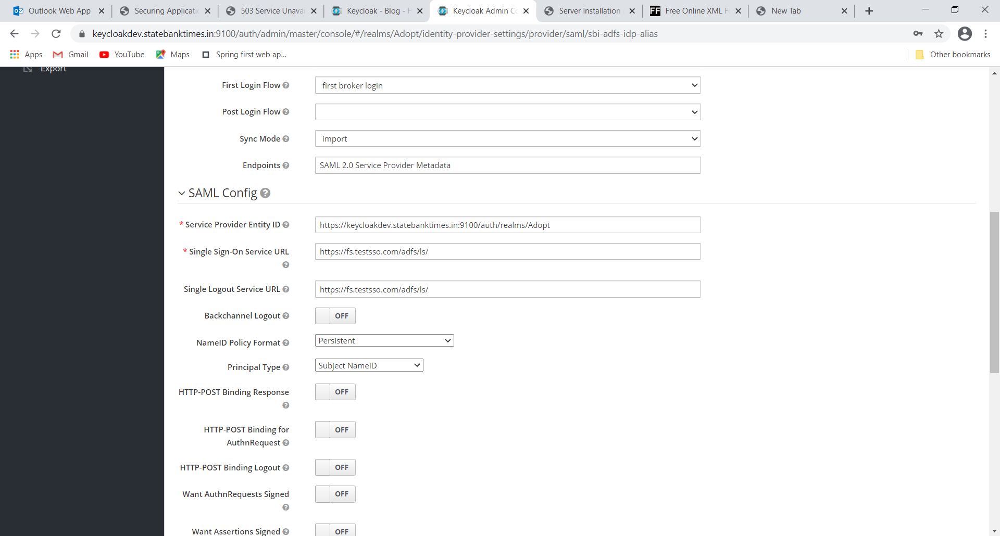 Outlook Web App
Securing Applicati
503 Service Unava
Keycloak - Blog -
Keycloak Admin C
Server Installation
FF Free Online XML F
New Tab
keycloakdev.statebanktimes.in:9100/auth/admin/master/console/#/realms/Adopt/identity-provider-settings/provider/saml/sbi-adfs-idp-alias
Apps Gmail YouTube Maps Spring first web ap... Other bookmarks
Export
First Login Flow first broker login
Post Login Flow
Sync Mode import
Endpoints SAML 2.0 Service Provider Metadata
SAML Config
* Service Provider Entity ID https://keycloakdev.statebanktimes.in:9100/auth/realms/Adopt
* Single Sign-On Service URL https://fs.testsso.com/adfs/ls/
Single Logout Service URL https://fs.testsso.com/adfs/ls/
Backchannel Logout OFF
NameID Policy Format Persistent
Principal Type Subject NameID
HTTP-POST Binding Response OFF
HTTP-POST Binding for OFF
AuthnRequest
HTTP-POST Binding Logout OFF
Want AuthnRequests Signed OFF
Want Assertions Signed OFF